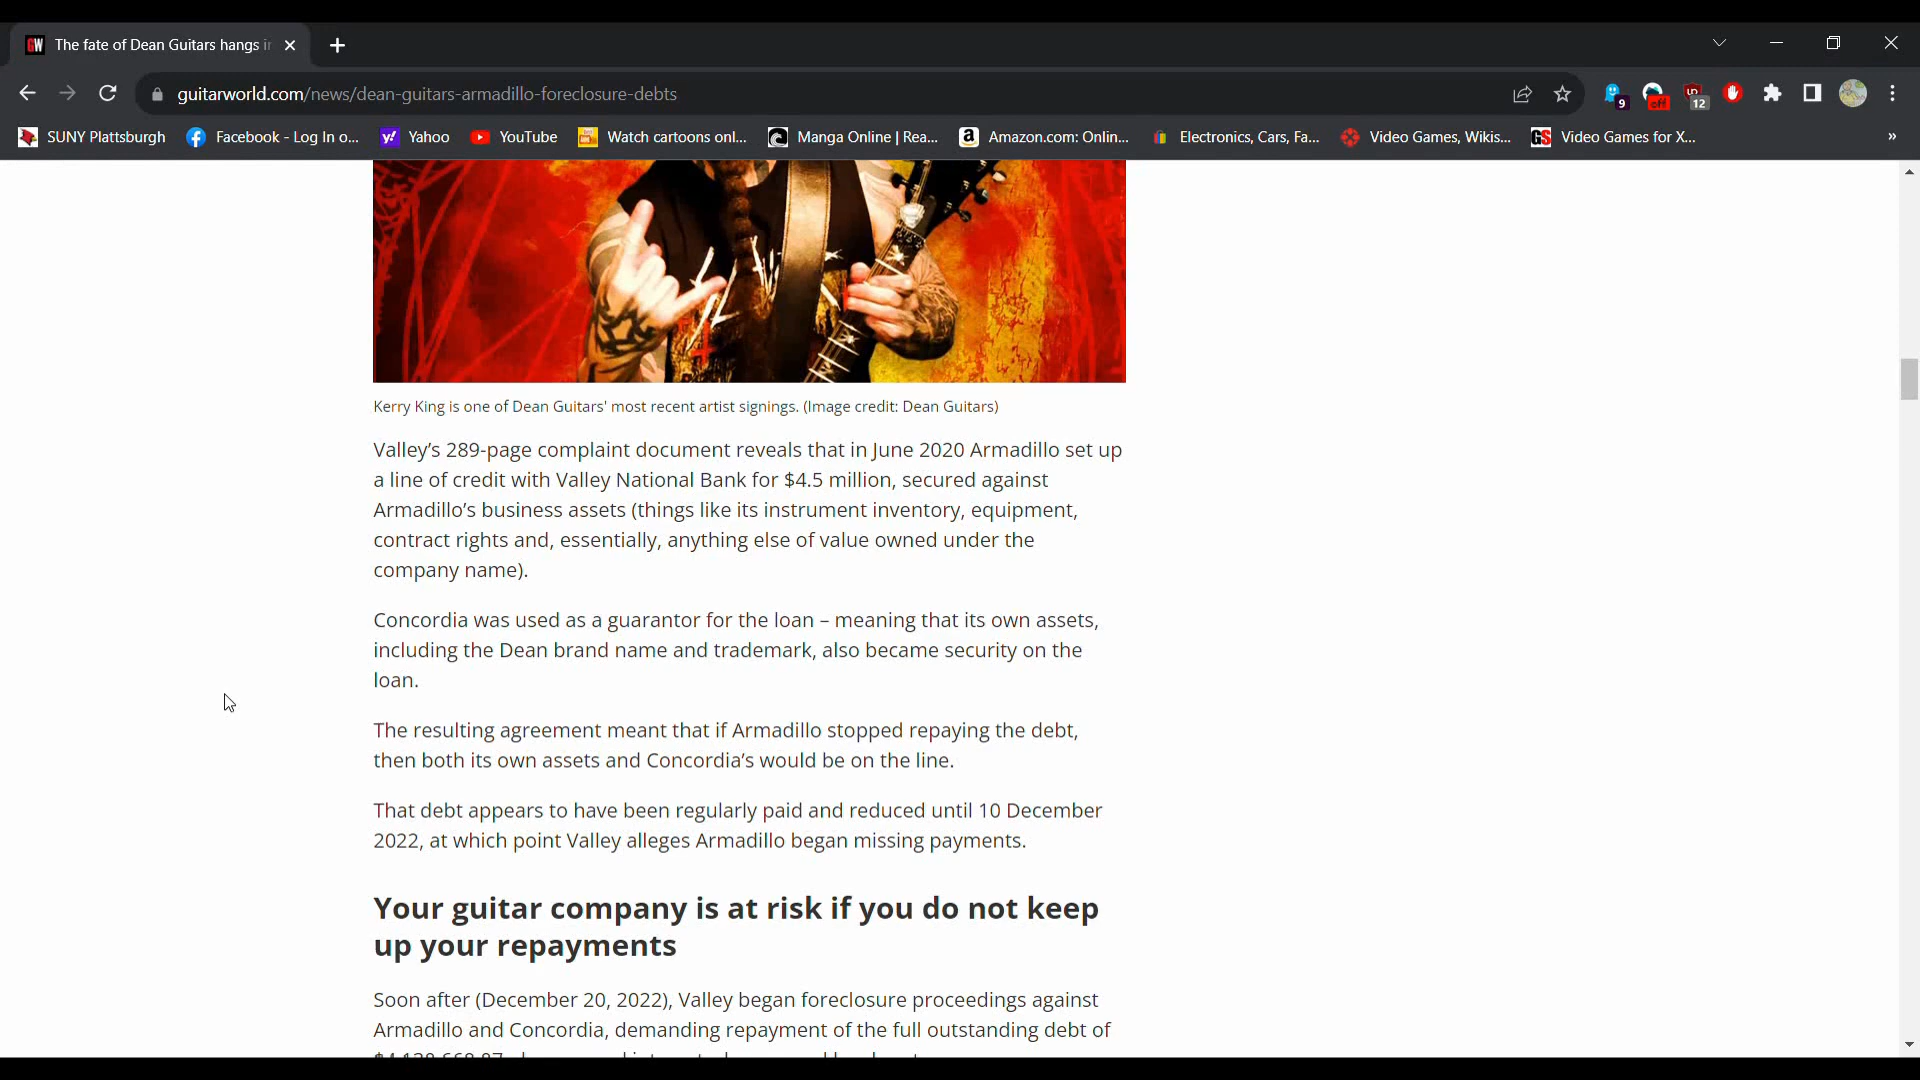 The fate of Dean Guitars hangs i
guitarworld.com/news/dean-guitars-armadillo-foreclosure-debts
9
off
12
SUNY Plattsburgh
Facebook - Log In o...
Yahoo
YouTube
Watch cartoons onl...
Manga Online | Rea...
Amazon.com: Onlin...
Electronics, Cars, Fa...
Video Games, Wikis...
Video Games for X...
»
Kerry King is one of Dean Guitars' most recent artist signings. (Image credit: Dean Guitars)
Valley’s 289-page complaint document reveals that in June 2020 Armadillo set up
a line of credit with Valley National Bank for $4.5 million, secured against
Armadillo’s business assets (things like its instrument inventory, equipment,
contract rights and, essentially, anything else of value owned under the
company name).
Concordia was used as a guarantor for the loan – meaning that its own assets,
including the Dean brand name and trademark, also became security on the
loan.
The resulting agreement meant that if Armadillo stopped repaying the debt,
then both its own assets and Concordia’s would be on the line.
That debt appears to have been regularly paid and reduced until 10 December
2022, at which point Valley alleges Armadillo began missing payments.
Your guitar company is at risk if you do not keep
up your repayments
Soon after (December 20, 2022), Valley began foreclosure proceedings against
Armadillo and Concordia, demanding repayment of the full outstanding debt of